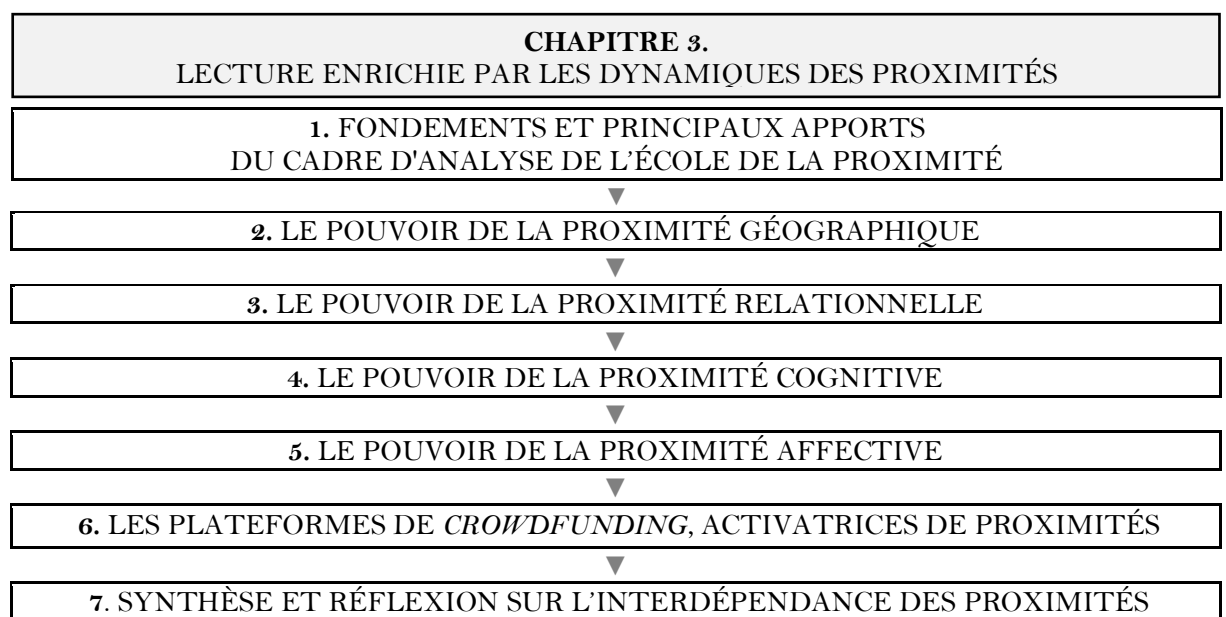 CHAPITRE 3.
LECTURE ENRICHIE PAR LES DYNAMIQUES DES PROXIMITÉS
1. FONDEMENTS ET PRINCIPAUX APPORTS
DU CADRE D'ANALYSE DE L’ÉCOLE DE LA PROXIMITÉ
2. LE POUVOIR DE LA PROXIMITÉ GÉOGRAPHIQUE
3. LE POUVOIR DE LA PROXIMITÉ RELATIONNELLE
4. LE POUVOIR DE LA PROXIMITÉ COGNITIVE
5. LE POUVOIR DE LA PROXIMITÉ AFFECTIVE
6. LES PLATEFORMES DE CROWDFUNDING, ACTIVATRICES DE PROXIMITÉS
7. SYNTHÈSE ET RÉFLEXION SUR L’INTERDÉPENDANCE DES PROXIMITÉS